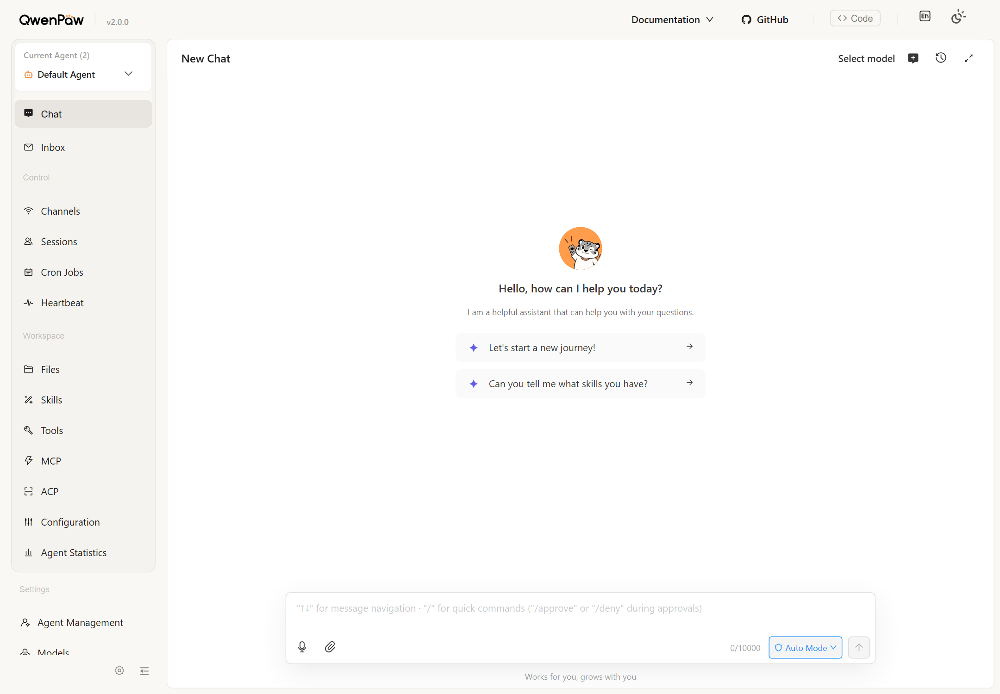 QwenPaw
v2.0.0
Documentation
GitHub
<> Code
En
Current Agent (2)
Default Agent
Chat
Inbox
Control
Channels
Sessions
Cron Jobs
Heartbeat
Workspace
Files
Skills
Tools
MCP
ACP
Configuration
Agent Statistics
Settings
Agent Management
Models
New Chat
Select model
Hello, how can I help you today?
I am a helpful assistant that can help you with your questions.
Let's start a new journey!
Can you tell me what skills you have?
"↑↓" for message navigation · "/" for quick commands ("/approve" or "/deny" during approvals)
0/10000
Auto Mode
Works for you, grows with you